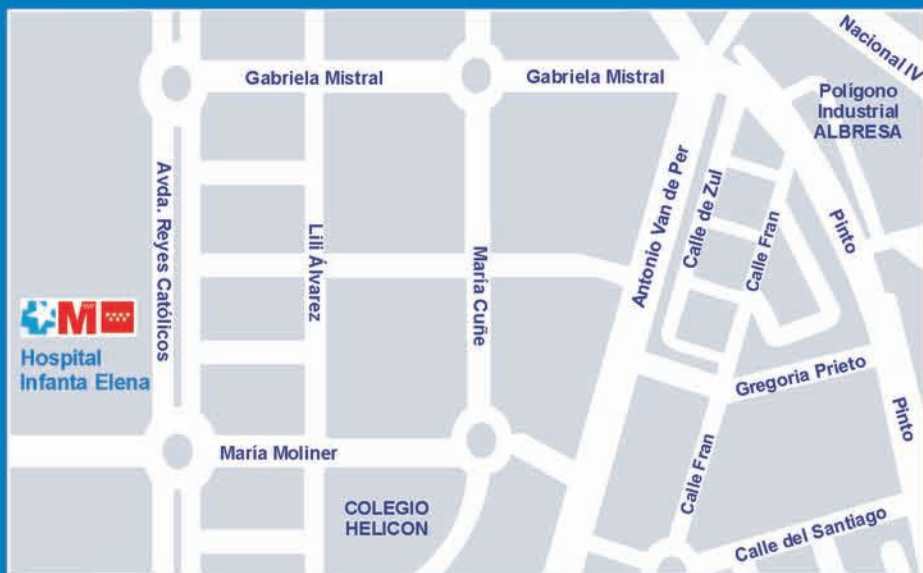 Nacional IV
Gabriela Mistral
Gabriela Mistral
Polígono
Industrial
ALBRESA
Avda. Reyes Católicos
Lili Álvarez
María Cuñe
Antonio Van de Per
Calle de Zul
Calle Fran
Pinto
M
Hospital
Infanta Elena
Gregoria Prieto
Pinto
María Moliner
Calle Fran
COLEGIO
HELICON
Calle del Santiago